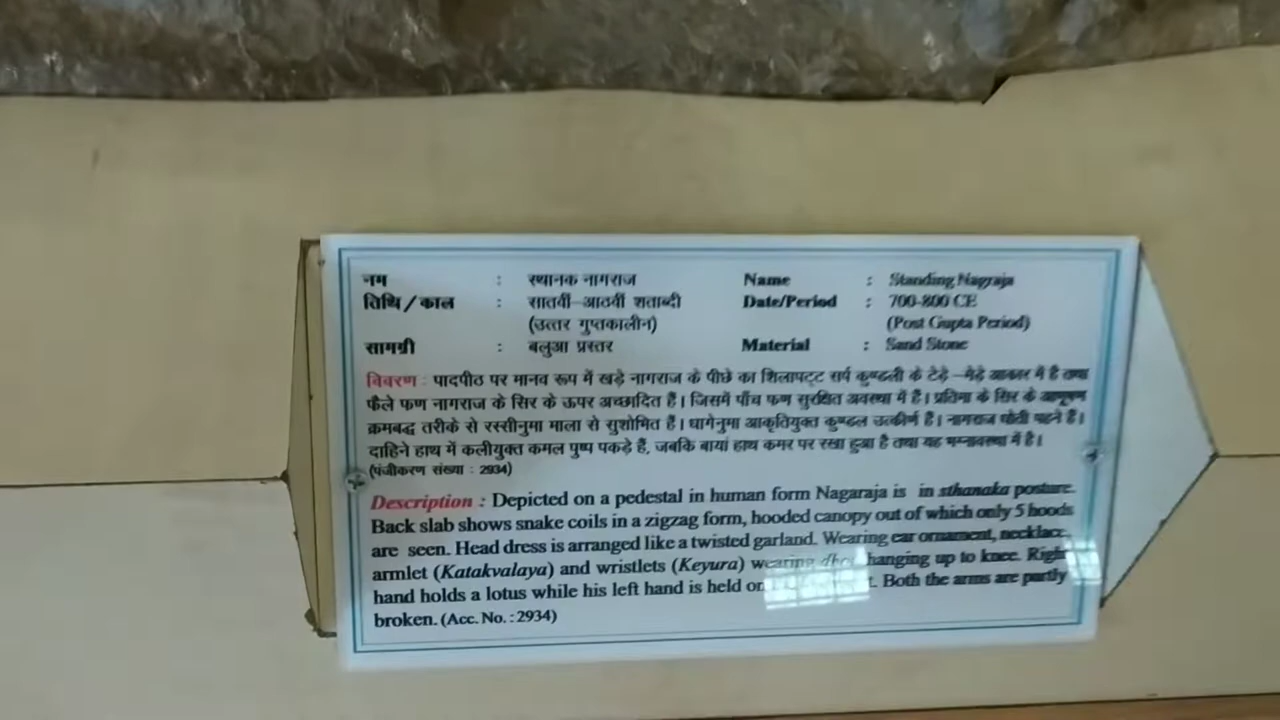 नम : स्थानक नागराज Name : Standing Nagraja
तिथि / काल : सातवीं–आठवीं शताब्दी Date/Period : 700-800 CE
(उत्तर गुप्तकालीन) (Post Gupta Period)
सामग्री : बलुआ प्रस्तर Material : Sand Stone
विवरण : पादपीठ पर मानव रूप में खड़े नागराज के पीछे का शिलापट्ट सर्प कुण्डली के टेढ़े –मेढ़े आकार में है तथा
फैले फण नागराज के सिर के ऊपर अच्छादित हैं। जिसमें पाँच फण सुरक्षित अवस्था में हैं। प्रतिमा के सिर के आभूषण
क्रमबद्ध तरीके से रस्सीनुमा माला से सुशोभित हैं। धागेनुमा आकृतियुक्त कुण्डल उत्कीर्ण हैं। नागराज धोती पहने हैं।
दाहिने हाथ में कलीयुक्त कमल पुष्प पकड़े हैं, जबकि बायां हाथ कमर पर रखा हुआ है तथा यह भग्नावस्था में है।
(पंजीकरण संख्या : 2934)
Description : Depicted on a pedestal in human form Nagaraja is in sthanaka posture.
Back slab shows snake coils in a zigzag form, hooded canopy out of which only 5 hoods
are seen. Head dress is arranged like a twisted garland. Wearing ear ornament, necklace,
armlet (Katakvalaya) and wristlets (Keyura) wearing hanging up to knee. Right
hand holds a lotus while his left hand is held on Both the arms are partly
broken. (Acc. No. : 2934)